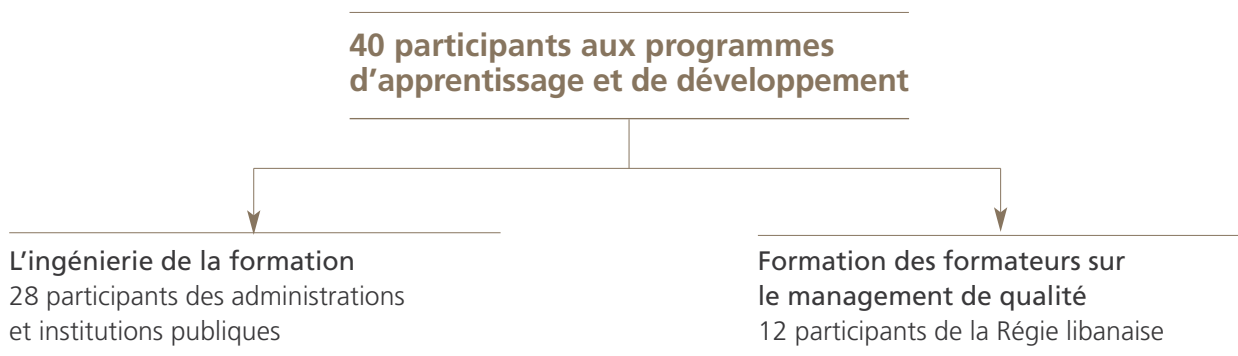 40 participants aux programmes
d’apprentissage et de développement
L’ingénierie de la formation
28 participants des administrations
et institutions publiques
Formation des formateurs sur
le management de qualité
12 participants de la Régie libanaise